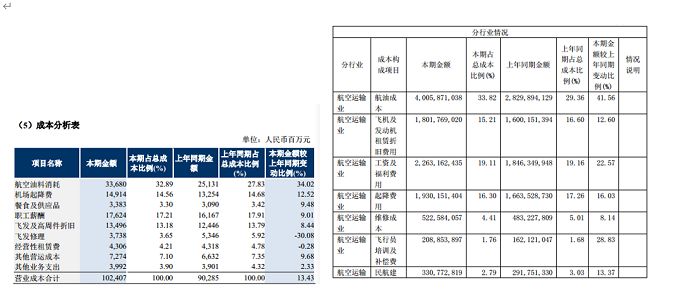 （5）成本分析表
单位：人民币百万元
项目名称 本期金额 本期占总成本比例(%) 上年同期金额 上年同期占总成本比例(%) 本期金额较上年同期变动比例(%)
航空油料消耗 33,680 32.89 25,131 27.83 34.02
机场起降费 14,914 14.56 13,254 14.68 12.52
餐食及供应品 3,383 3.30 3,090 3.42 9.48
职工薪酬 17,624 17.21 16,167 17.91 9.01
飞发及高周件折旧 13,496 13.18 12,446 13.79 8.44
飞发修理 3,738 3.65 5,346 5.92 -30.08
经营性租赁费 4,306 4.21 4,318 4.78 -0.28
其他营运成本 7,274 7.10 6,632 7.35 9.68
其他业务支出 3,992 3.90 3,901 4.32 2.33
营业成本合计 102,407 100.00 90,285 100.00 13.43
分行业情况
分行业 成本构成项目 本期金额 本期占总成本比例(%) 上年同期金额 上年同期占总成本比例(%) 本期金额较上年同期变动比例(%) 情况说明
航空运输业 航油成本 4,005,871,038 33.82 2,829,894,129 29.36 41.56
航空运输业 飞机及发动机租赁折旧费用 1,801,769,020 15.21 1,600,151,394 16.60 12.60
航空运输业 工资及福利费用 2,263,162,435 19.11 1,846,349,948 19.16 22.57
航空运输业 起降费用 1,930,151,404 16.30 1,663,528,730 17.26 16.03
航空运输业 维修成本 522,584,057 4.41 483,227,809 5.01 8.14
航空运输业 飞行员培训及补偿费 208,853,897 1.76 162,121,047 1.68 28.83
航空运输 民航建 330,772,819 2.79 291,751,330 3.03 13.37